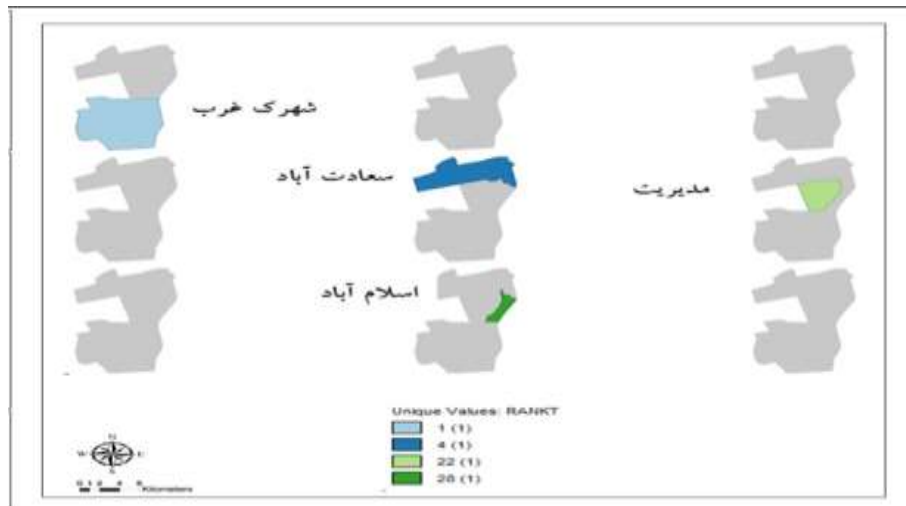 شهرک غرب
سعادت آباد
مدیریت
اسلام آباد
Unique Values: RANKT
1 (1)
4 (1)
22 (1)
28 (1)
N
W
E
S
Kilometers